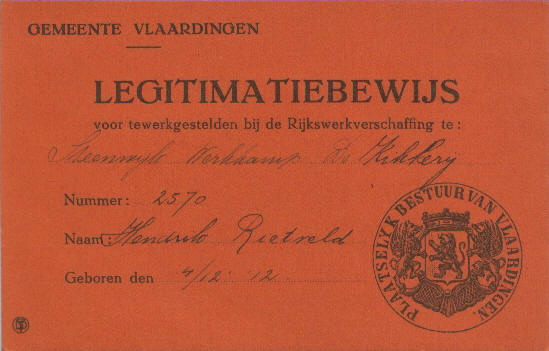 GEMEENTE VLAARDINGEN
LEGITIMATIEBEWIJS
voor tewerkgestelden bij de Rijkswerkverschaffing te:
Steenwijk Werkkamp De Kikkerij
Nummer: 2570
Naam: Hendrik Rietveld
Geboren den 4/12 12.
PLAATSELYK BESTUUR VAN VLAARDINGEN.